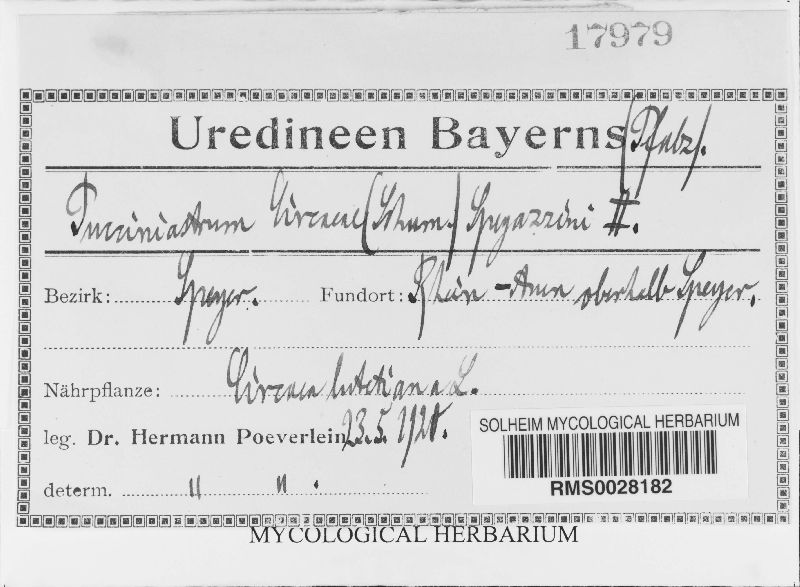 17979
Uredineen Bayerns (Pfalz).
Pucciniastrum Circaeae (Schum.) Spegazzini II.
Bezirk: Speyer. Fundort: Rhein-Auen oberhalb Speyer.
Nährpflanze: Circaea lutetiana L.
leg. Dr. Hermann Poeverlein 23.5.1920.
determ. " " .
SOLHEIM MYCOLOGICAL HERBARIUM
RMS0028182
MYCOLOGICAL HERBARIUM